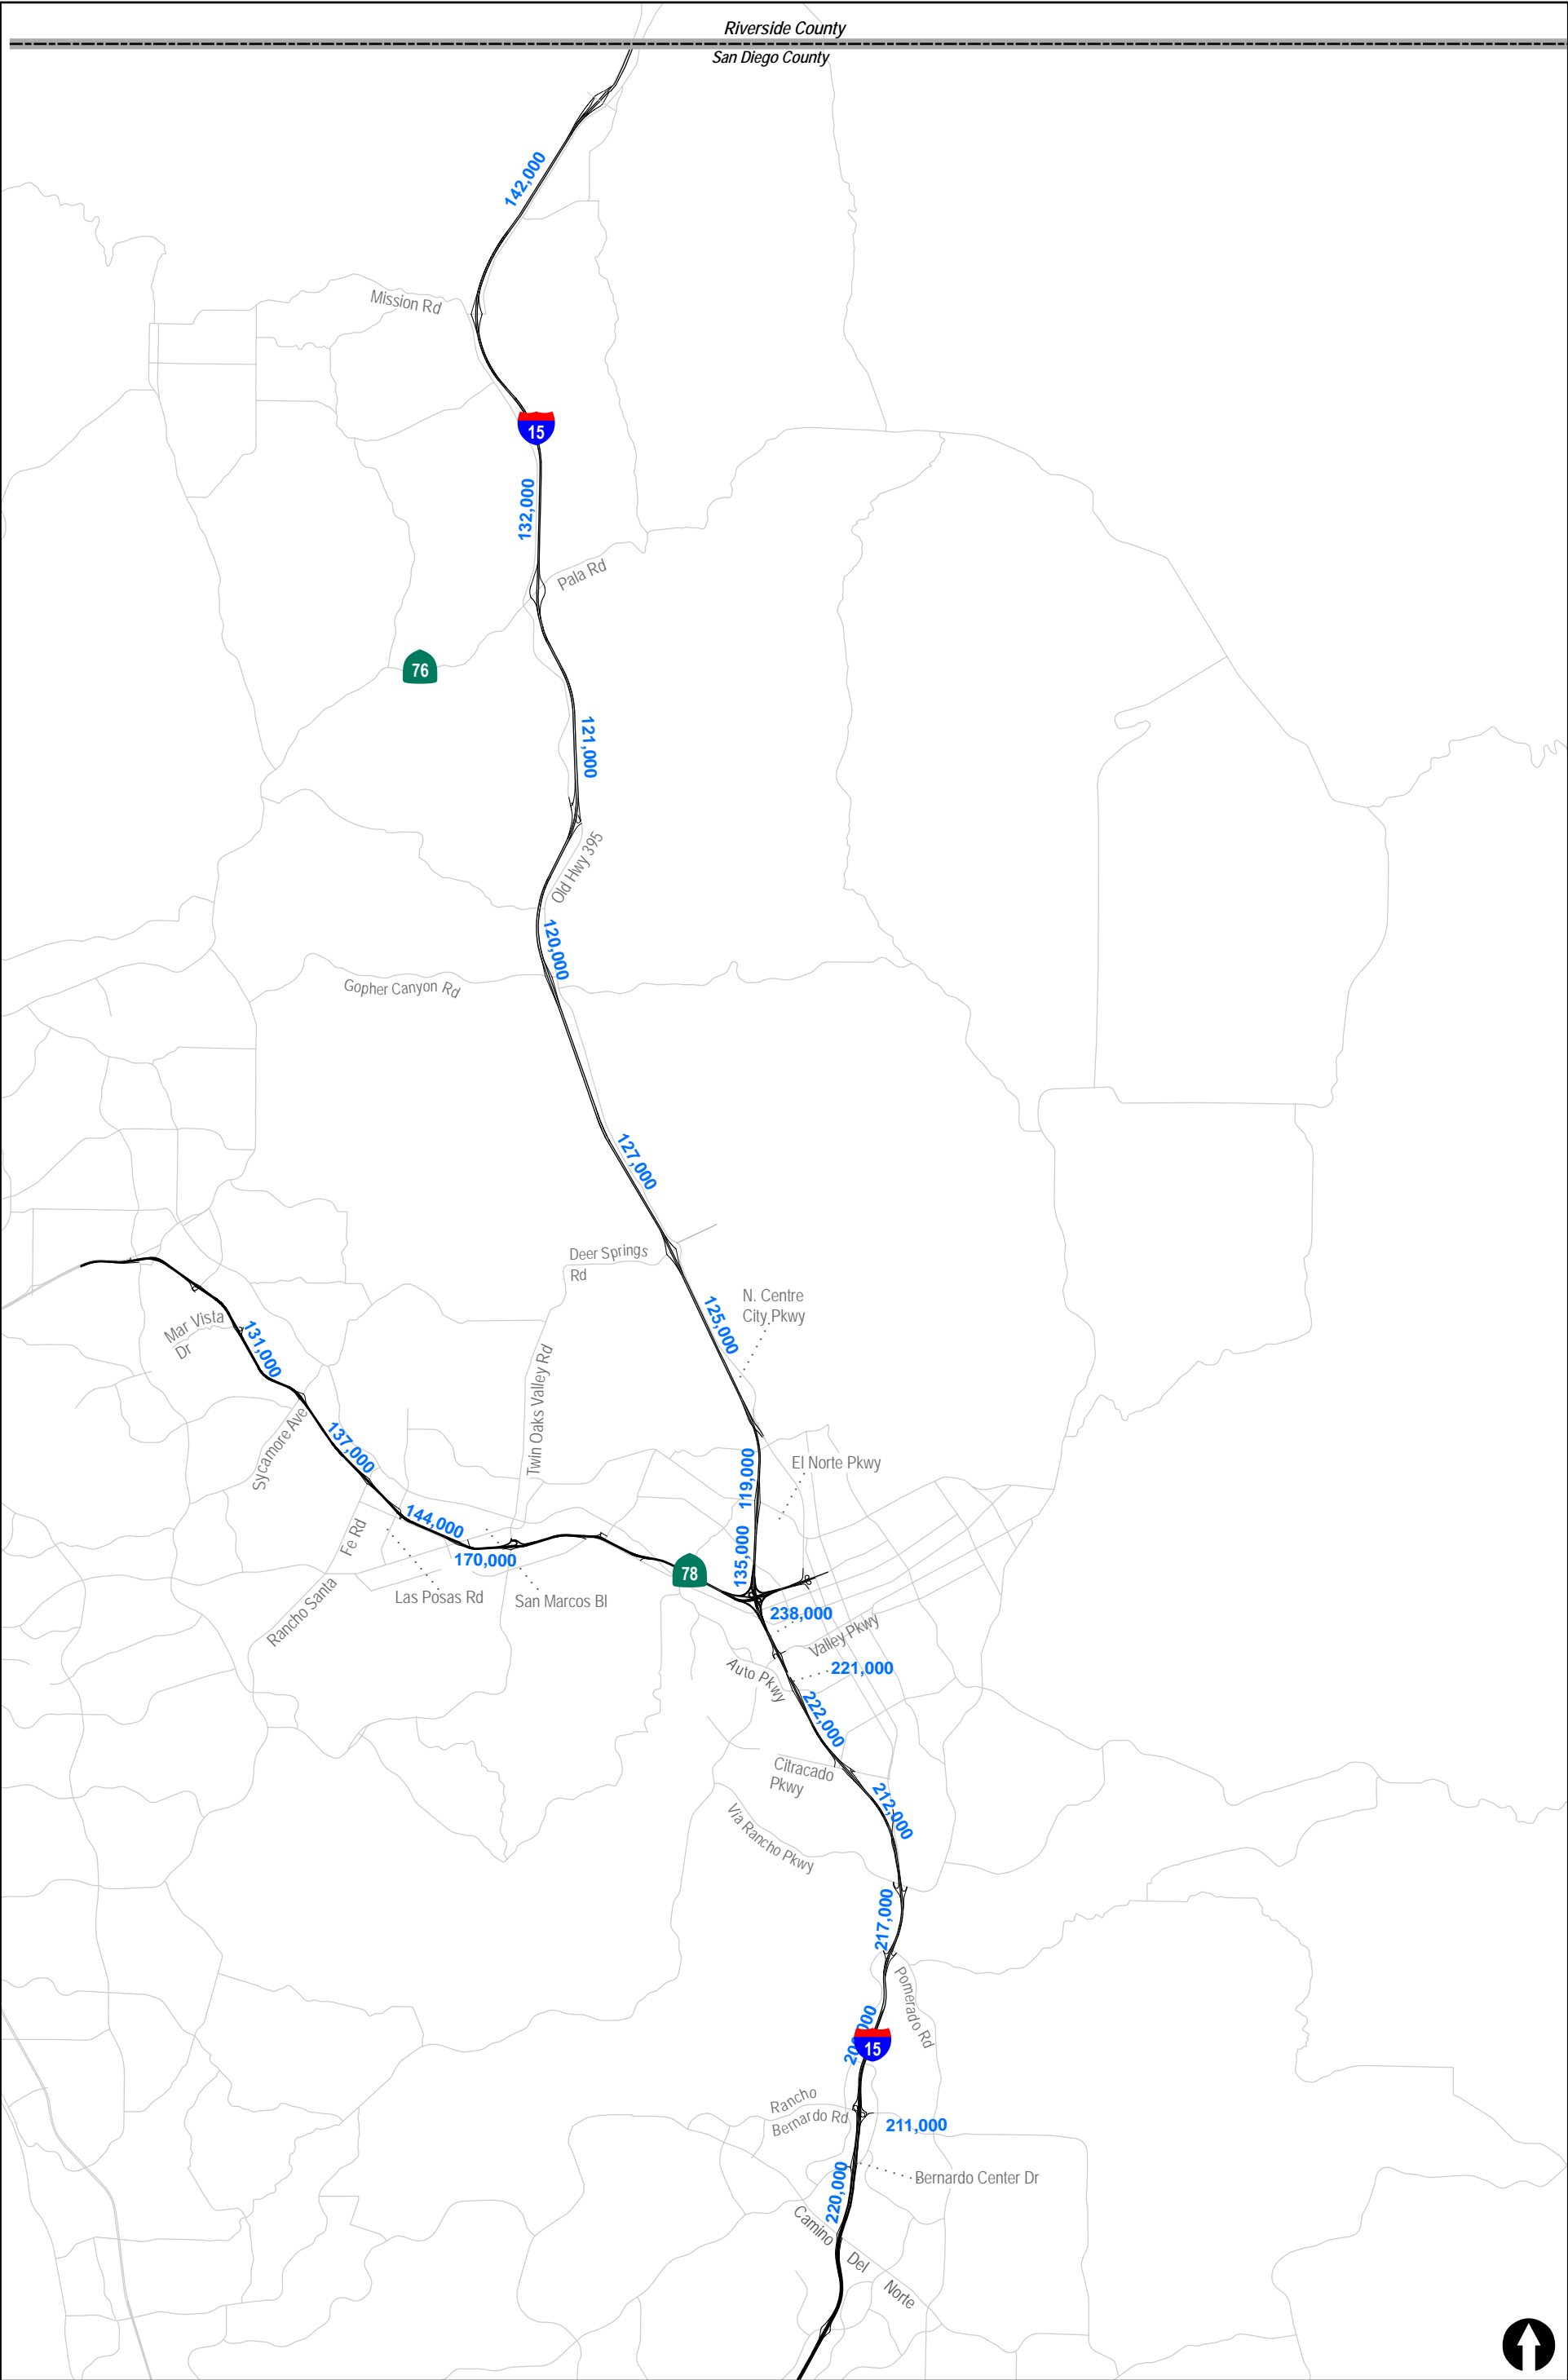 Riverside County
San Diego County
142,000
Mission Rd
15
132,000
Pala Rd
76
121,000
Old Hwy 395
120,000
Gopher Canyon Rd
127,000
Deer Springs
Rd
N. Centre
City Pkwy
125,000
Mar Vista
Dr
131,000
Twin Oaks Valley Rd
Sycamore Ave
137,000
119,000
El Norte Pkwy
144,000
Fe Rd
170,000
135,000
78
Las Posas Rd
San Marcos Bl
Rancho Santa
238,000
Valley Pkwy
Auto Pkwy
221,000
222,000
Citracado
Pkwy
212,000
Via Rancho Pkwy
217,000
Pomerado Rd
15
Rancho
Bernardo Rd
211,000
Bernardo Center Dr
220,000
Camino
Del
Norte